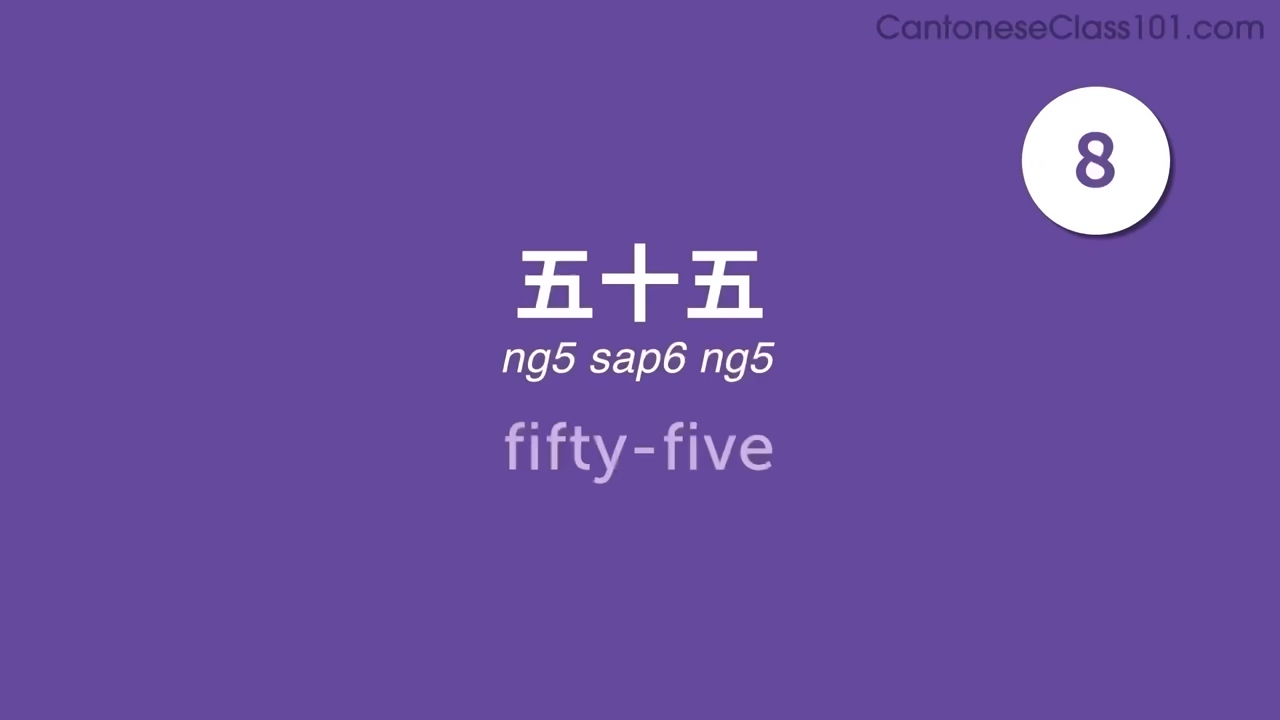 CantoneseClass101.com
8
五十五
ng5 sap6 ng5
fifty-five